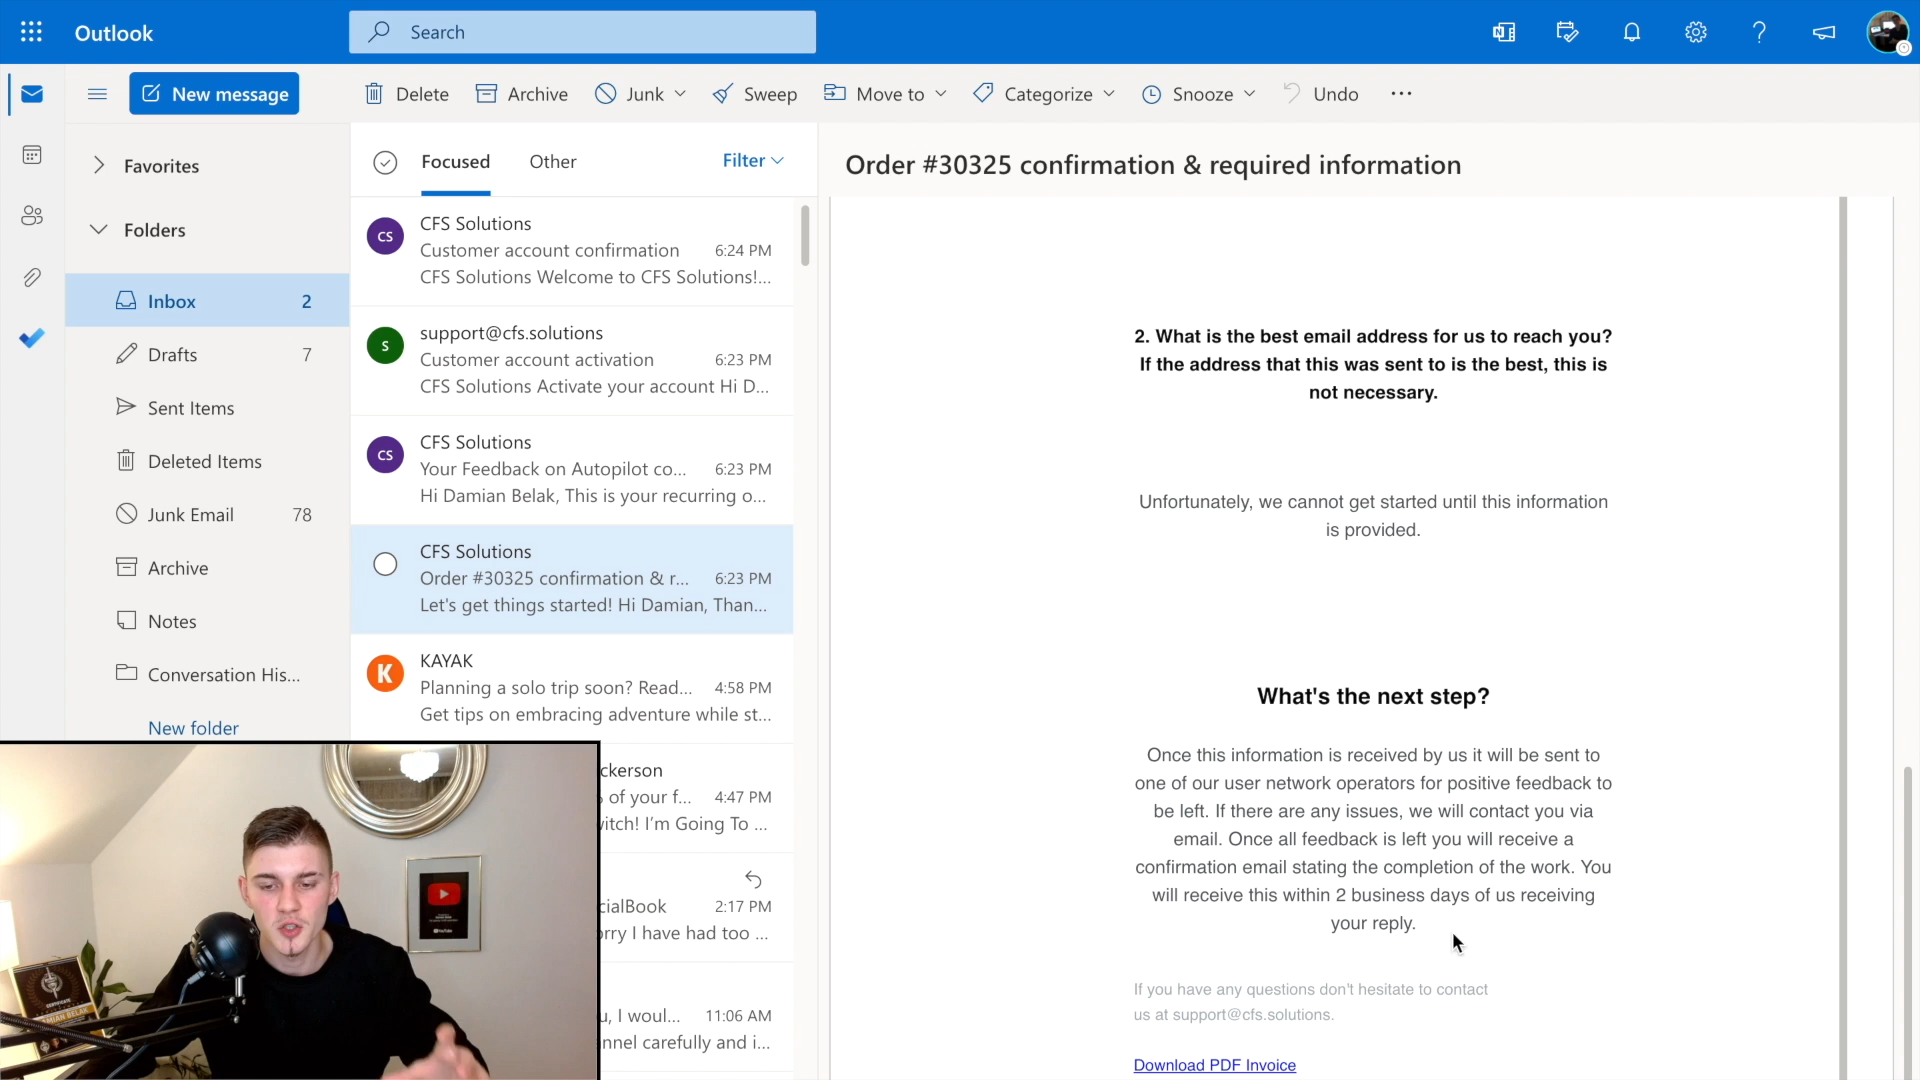 Outlook
Search
New message
Delete
Archive
Junk
Sweep
Move to
Categorize
Snooze
Undo
Favorites
Folders
Inbox 2
Drafts 7
Sent Items
Deleted Items
Junk Email 78
Archive
Notes
Conversation His...
New folder
Focused
Other
Filter
CS
CFS Solutions
Customer account confirmation 6:24 PM
CFS Solutions Welcome to CFS Solutions!...
S
support@cfs.solutions
Customer account activation 6:23 PM
CFS Solutions Activate your account Hi D...
CS
CFS Solutions
Your Feedback on Autopilot co... 6:23 PM
Hi Damian Belak, This is your recurring o...
CFS Solutions
Order #30325 confirmation & r... 6:23 PM
Let's get things started! Hi Damian, Than...
K
KAYAK
Planning a solo trip soon? Read... 4:58 PM
Get tips on embracing adventure while st...
ckerson
of your f... 4:47 PM
vitch! I'm Going To ...
cialBook 2:17 PM
orry I have had too ...
u, I woul... 11:06 AM
nnel carefully and i...
Order #30325 confirmation & required information
2. What is the best email address for us to reach you?
If the address that this was sent to is the best, this is
not necessary.
Unfortunately, we cannot get started until this information
is provided.
What's the next step?
Once this information is received by us it will be sent to
one of our user network operators for positive feedback to
be left. If there are any issues, we will contact you via
email. Once all feedback is left you will receive a
confirmation email stating the completion of the work. You
will receive this within 2 business days of us receiving
your reply.
If you have any questions don't hesitate to contact
us at support@cfs.solutions.
Download PDF Invoice
CERTIFICATE
DAMIAN BELAK
YouTube